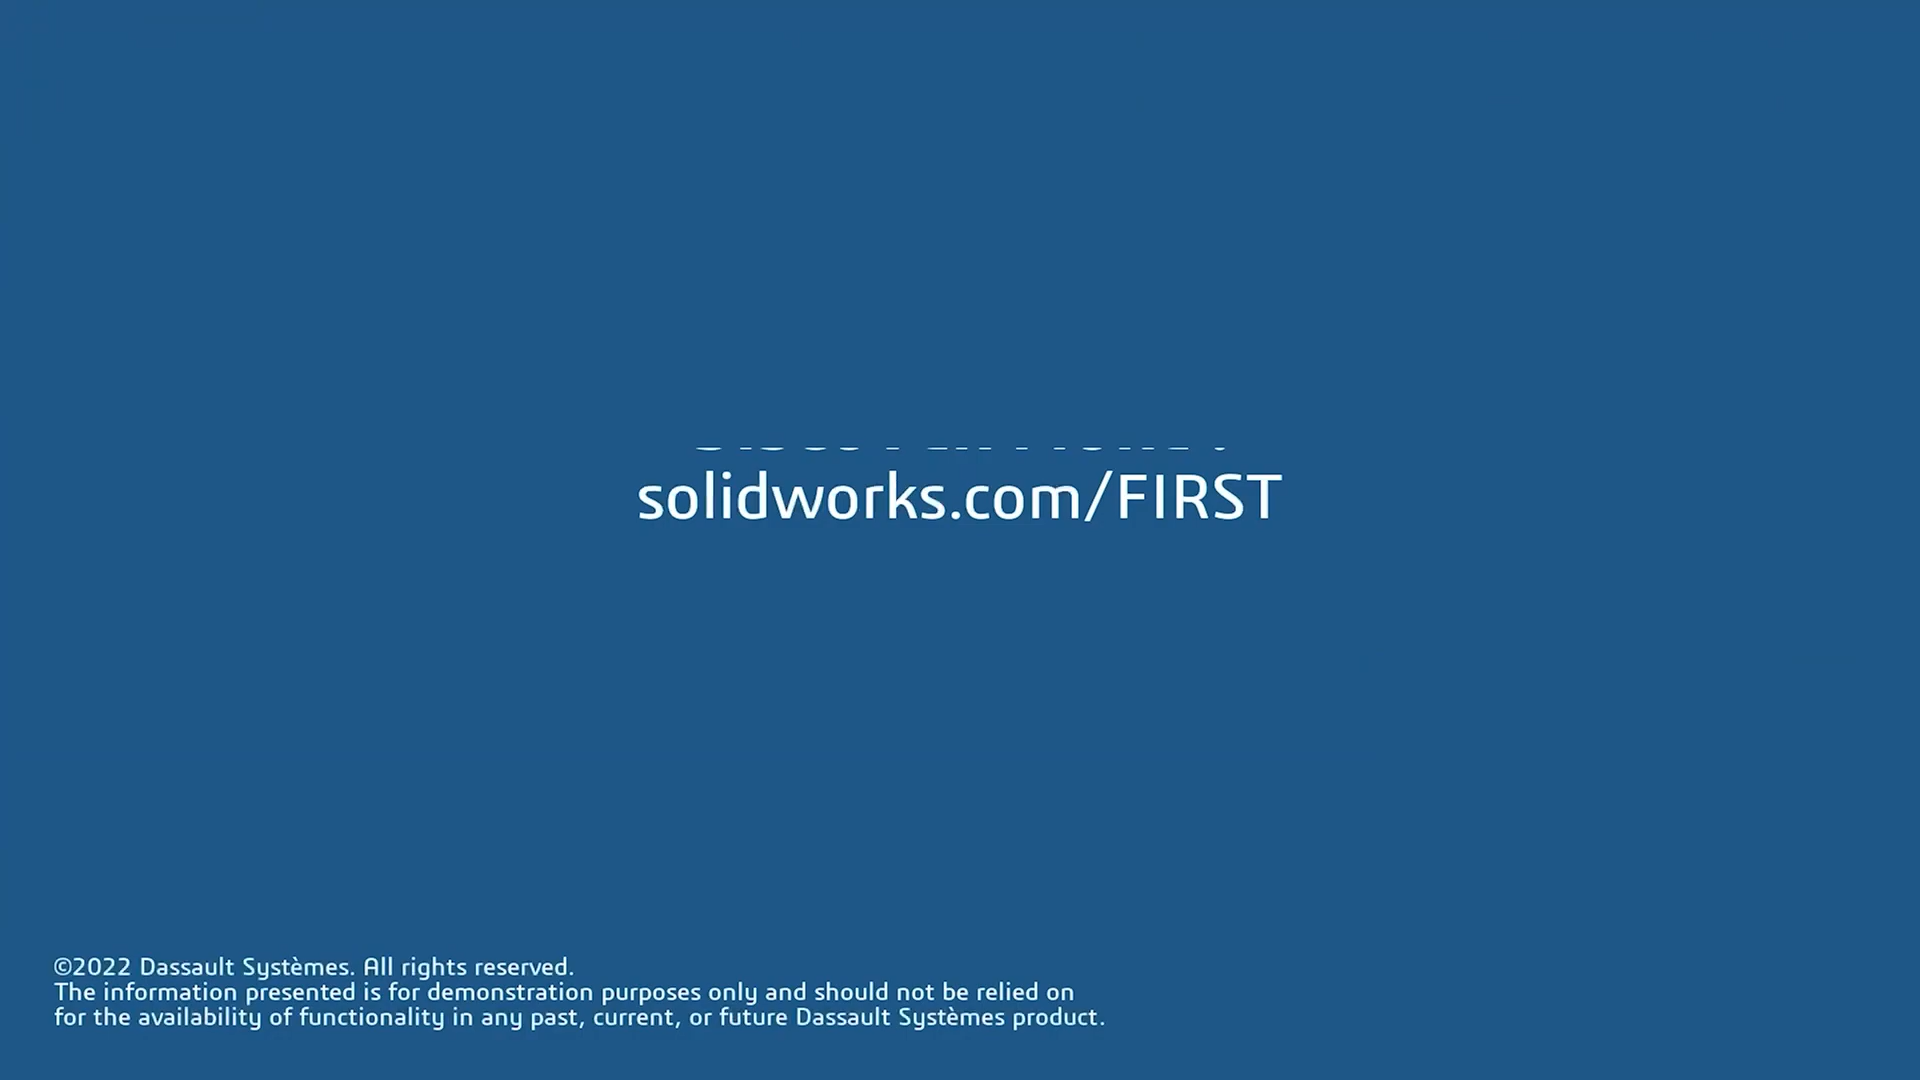 solidworks.com/FIRST
©2022 Dassault Systèmes. All rights reserved.
The information presented is for demonstration purposes only and should not be relied on
for the availability of functionality in any past, current, or future Dassault Systèmes product.